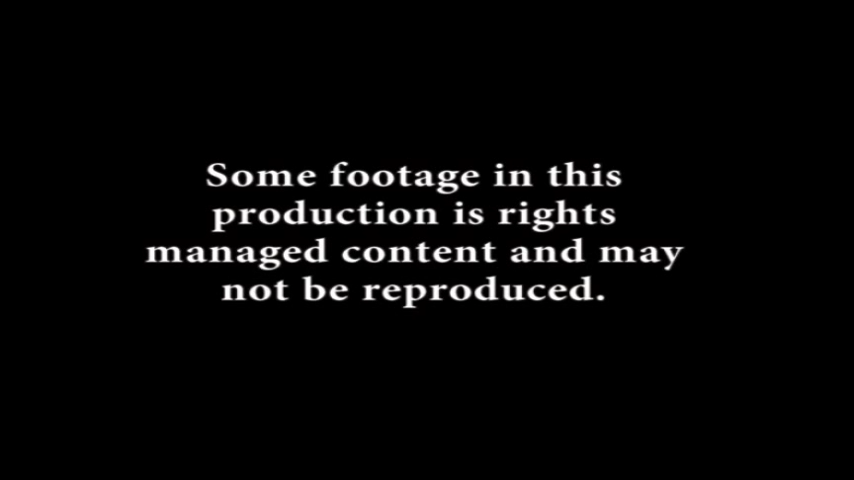 Some footage in this
production is rights
managed content and may
not be reproduced.